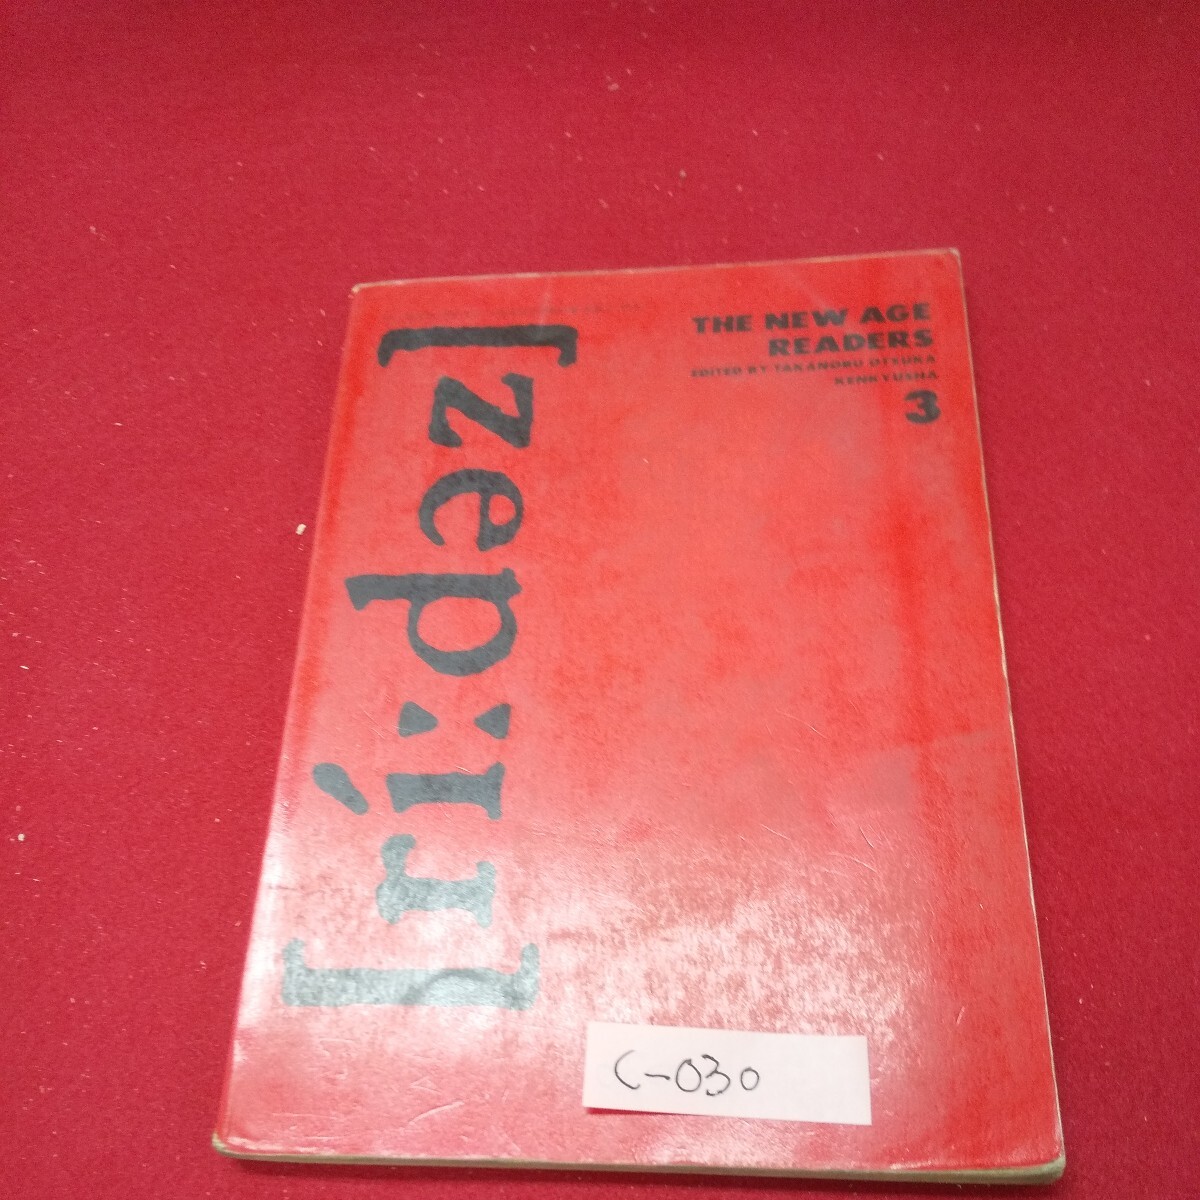 THE NEW AGE
READERS
EDITED BY TAKANOBU OTSUKA
KENKYUSHA
3
[rí:dəz]
C-030